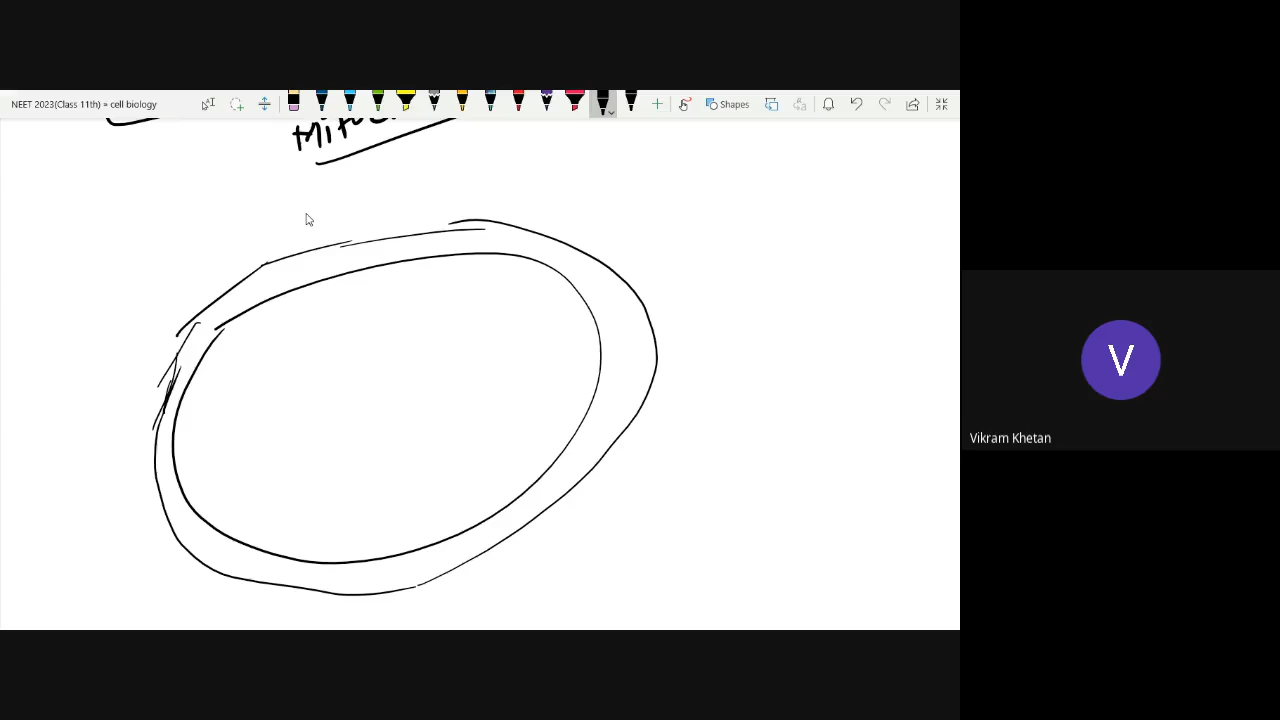 NEET 2023(Class 11th) » cell biology
Shapes
V
Vikram Khetan